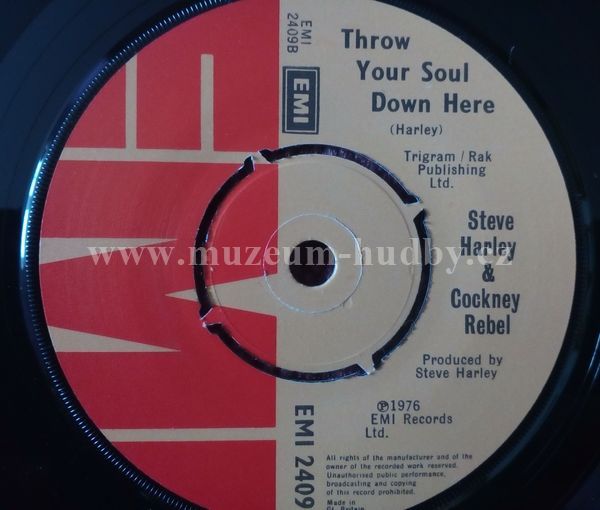 EMI
2409B
EMI
Throw
Your Soul
Down Here
(Harley)
Trigram / Rak
Publishing
Ltd.
Steve
Harley
&
Cockney
Rebel
www.muzeum-hudby.cz
Produced by
Steve Harley
℗1976
EMI Records
Ltd.
EMI 2409
EMI
All rights of the manufacturer and of the
owner of the recorded work reserved.
Unauthorised public performance,
broadcasting and copying of
this record prohibited.
Made in
Gt. Britain